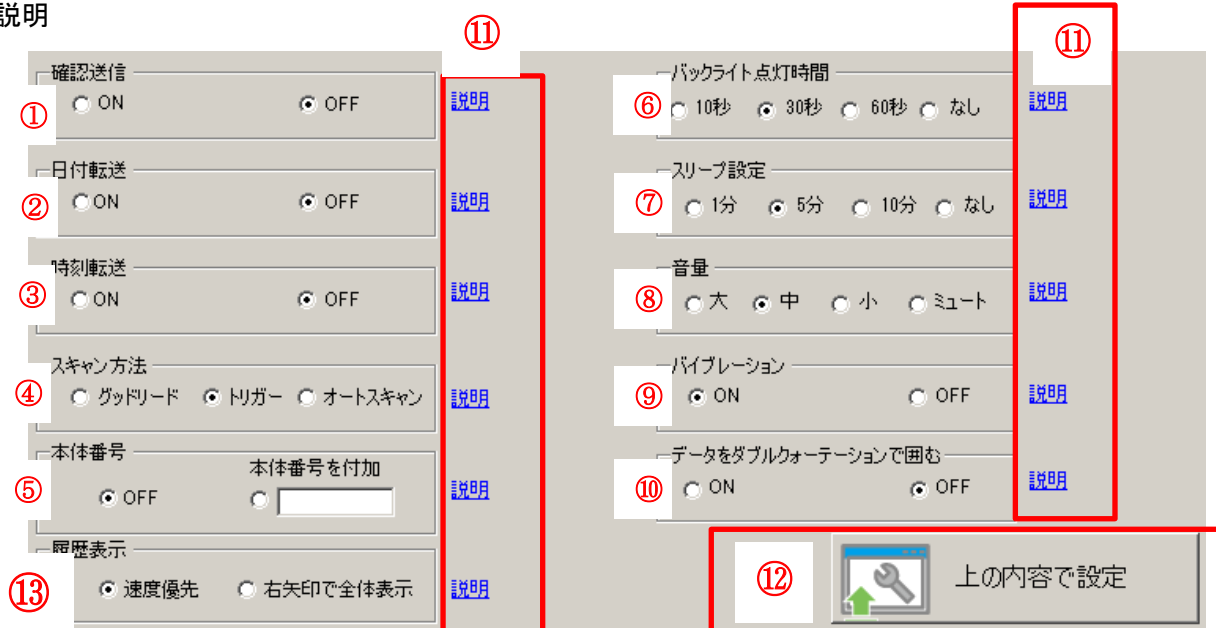 説明
⑪
⑪
確認送信
① ON OFF 説明
日付転送
② ON OFF 説明
時刻転送
③ ON OFF 説明
スキャン方法
④ グッドリード トリガー オートスキャン 説明
本体番号
本体番号を付加
⑤ OFF 説明
履歴表示
⑬ 速度優先 右矢印で全体表示 説明
バックライト点灯時間
⑥ 10秒 30秒 60秒 なし 説明
スリープ設定
⑦ 1分 5分 10分 なし 説明
音量
⑧ 大 中 小 ミュート 説明
バイブレーション
⑨ ON OFF 説明
データをダブルクォーテーションで囲む
⑩ ON OFF 説明
⑫ 上の内容で設定